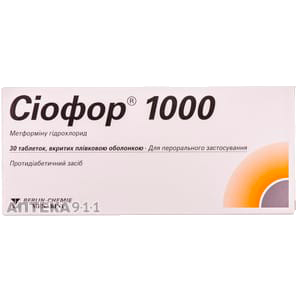 Сіофор® 1000
Метформіну гідрохлорид
30 таблеток, вкритих плівковою оболонкою · Для перорального застосування
Протидіабетичний засіб
BERLIN-CHEMIE
АПТЕКА 9·1·1